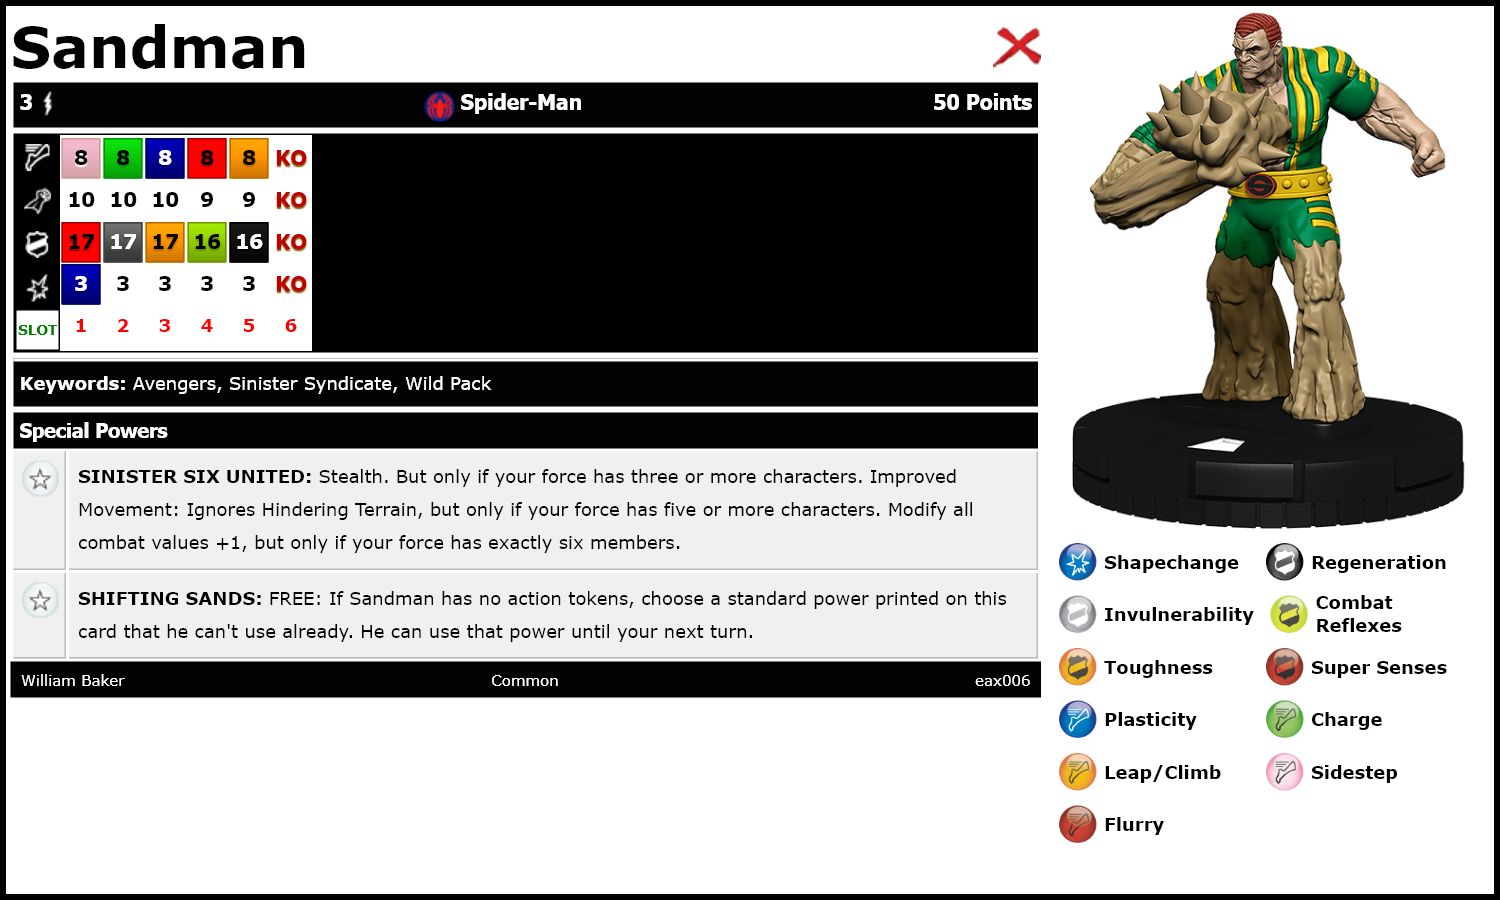 Sandman
3 Spider-Man 50 Points
8 8 8 8 8 KO
10 10 10 9 9 KO
17 17 17 16 16 KO
3 3 3 3 3 KO
SLOT 1 2 3 4 5 6
Keywords: Avengers, Sinister Syndicate, Wild Pack
Special Powers
SINISTER SIX UNITED: Stealth. But only if your force has three or more characters. Improved
Movement: Ignores Hindering Terrain, but only if your force has five or more characters. Modify all
combat values +1, but only if your force has exactly six members.
SHIFTING SANDS: FREE: If Sandman has no action tokens, choose a standard power printed on this
card that he can't use already. He can use that power until your next turn.
William Baker Common eax006
Shapechange Regeneration
Invulnerability Combat
Reflexes
Toughness Super Senses
Plasticity Charge
Leap/Climb Sidestep
Flurry